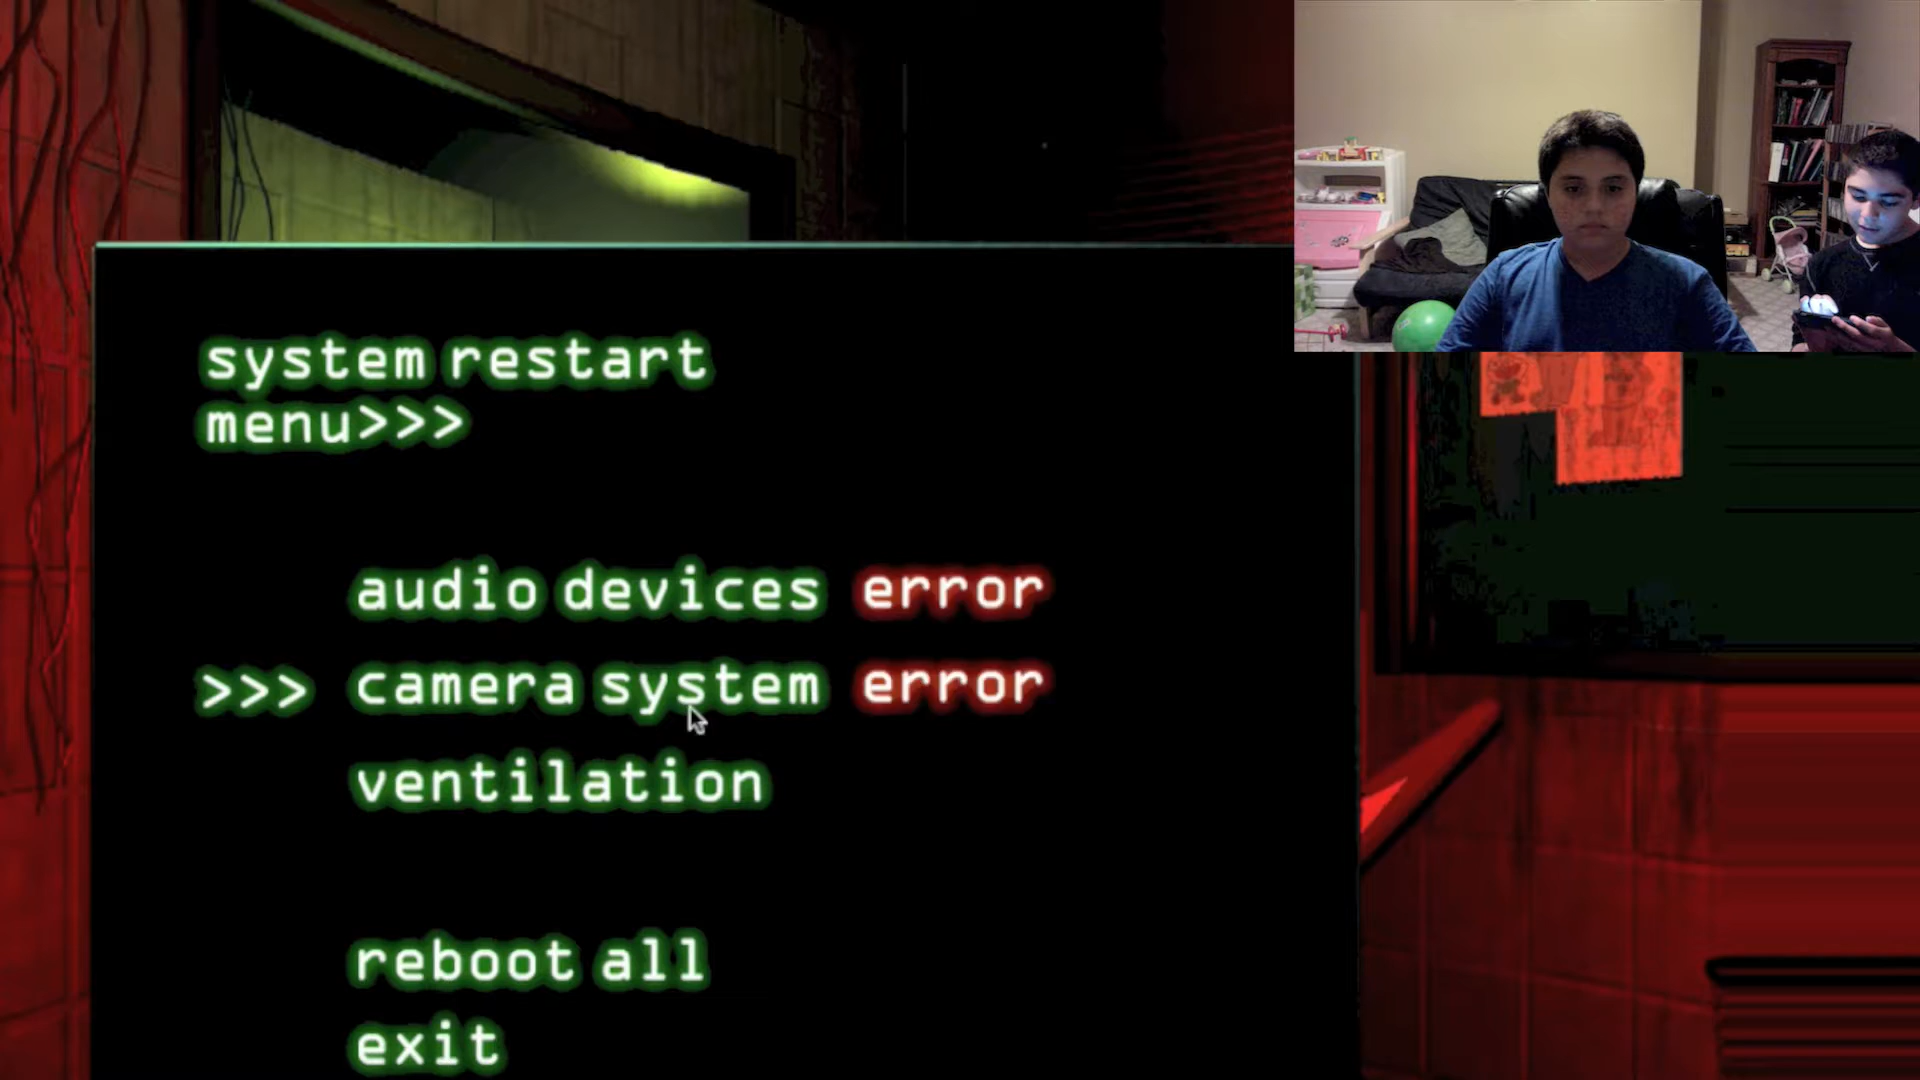 system restart
menu>>>
audio devices error
>>> camera system error
ventilation
reboot all
exit